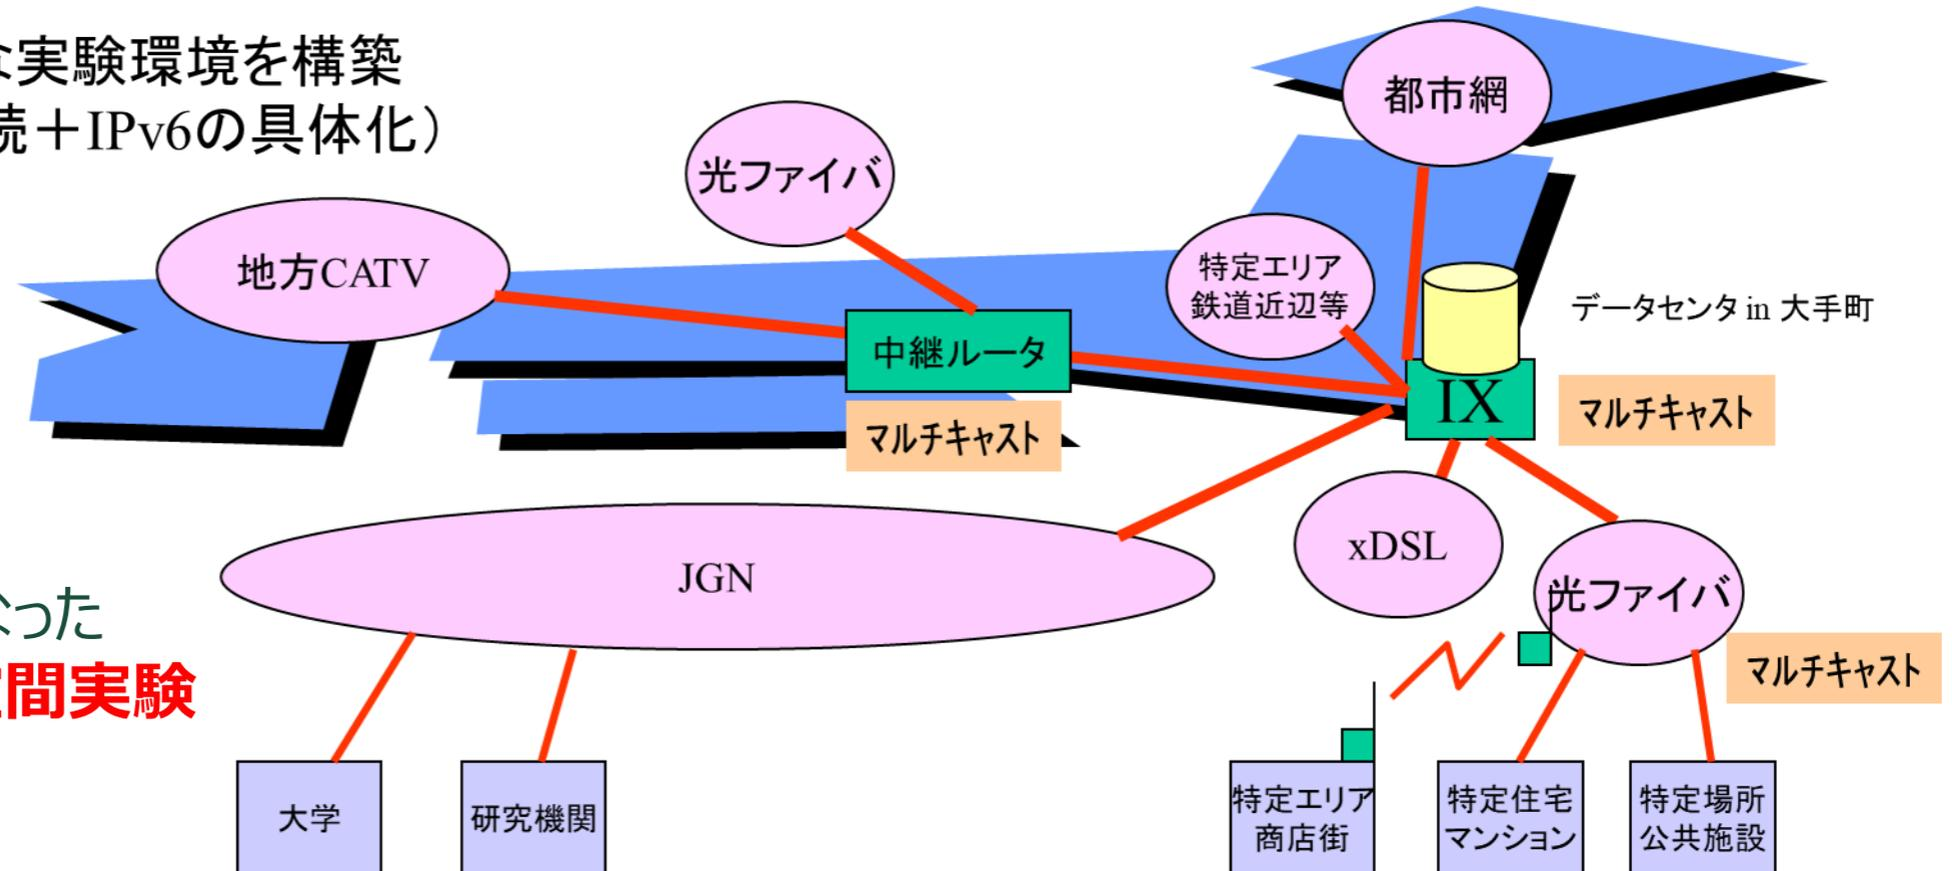 な実験環境を構築
続＋IPv6の具体化）
都市網
光ファイバ
地方CATV
特定エリア
鉄道近辺等
データセンタ in 大手町
中継ルータ
IX
マルチキャスト
マルチキャスト
xDSL
JGN
光ファイバ
なった
間実験
マルチキャスト
大学
研究機関
特定エリア
商店街
特定住宅
マンション
特定場所
公共施設